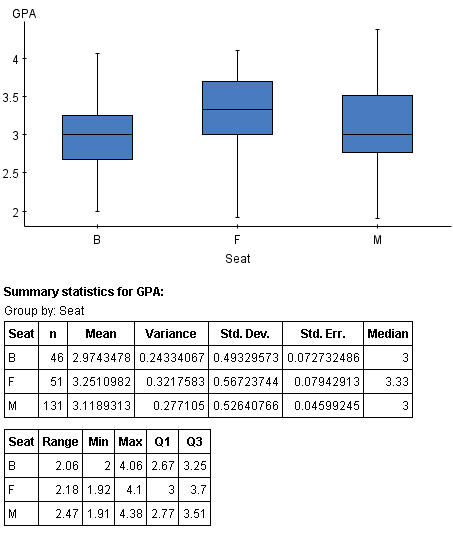 GPA
4
3.5
3
2.5
2
B F M
Seat
Summary statistics for GPA:
Group by: Seat
Seat n Mean Variance Std. Dev. Std. Err. Median
B 46 2.9743478 0.24334067 0.49329573 0.072732486 3
F 51 3.2510982 0.3217583 0.56723744 0.07942913 3.33
M 131 3.1189313 0.277105 0.52640766 0.04599245 3
Seat Range Min Max Q1 Q3
B 2.06 2 4.06 2.67 3.25
F 2.18 1.92 4.1 3 3.7
M 2.47 1.91 4.38 2.77 3.51